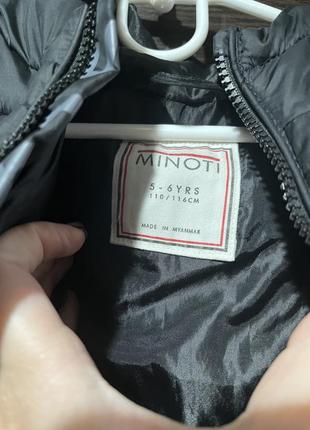 MINOTI
5 - 6YRS
110/116CM
MADE IN MYANMAR